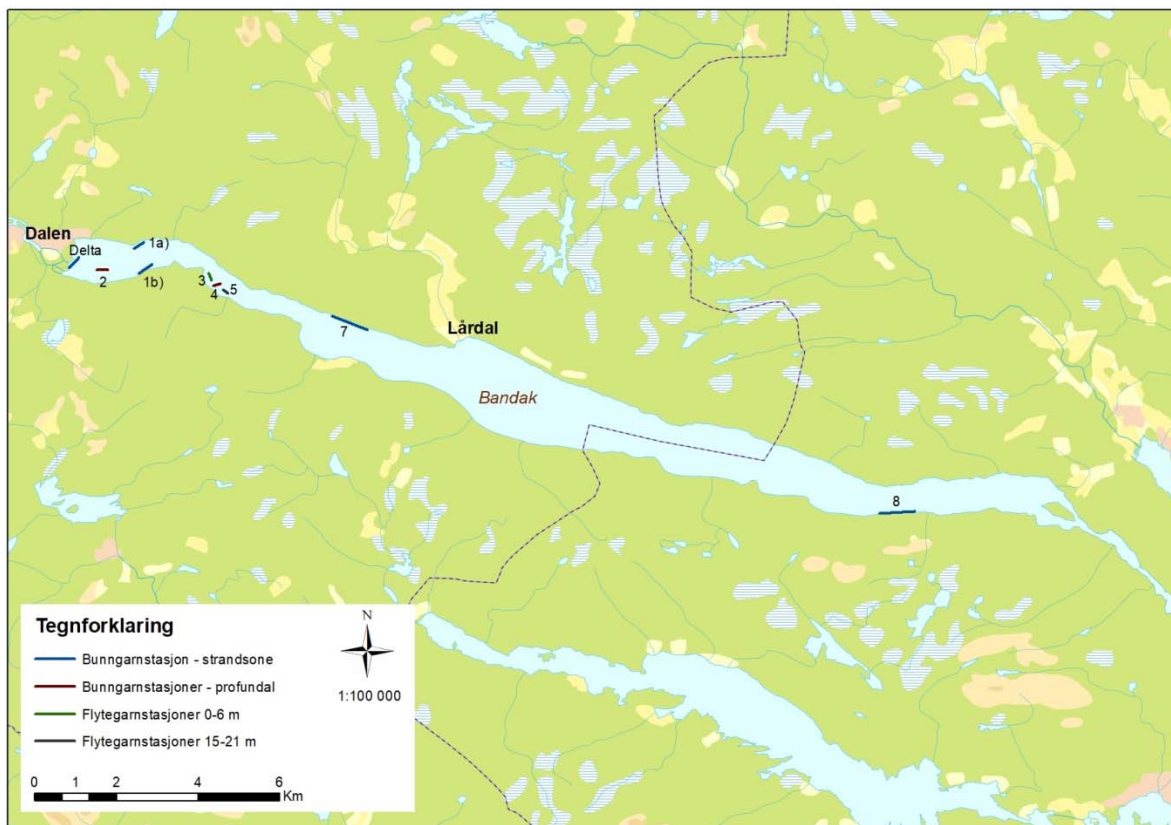 Dalen
Delta
1a)
2
1b)
3
4
5
7
Lårdal
Bandak
8
Tegnforklaring
Bunngarnstasjon - strandsone
Bunngarnstasjoner - profundal
Flytegarnstasjoner 0-6 m
Flytegarnstasjoner 15-21 m
N
1:100 000
0 1 2 4 6
Km